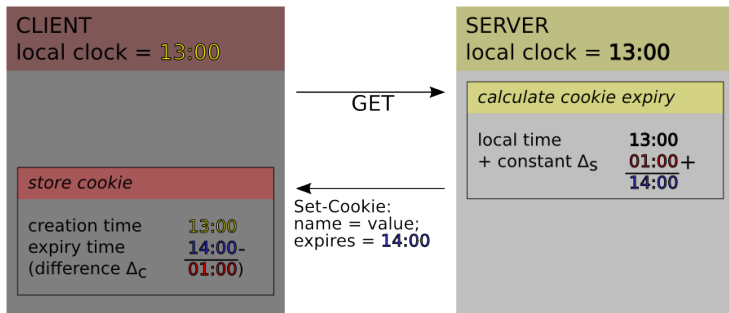 CLIENT
local clock = 13:00
SERVER
local clock = 13:00
GET
calculate cookie expiry
local time 13:00
+ constant ΔS 01:00+
14:00
Set-Cookie:
name = value;
expires = 14:00
store cookie
creation time 13:00
expiry time 14:00-
(difference ΔC 01:00)